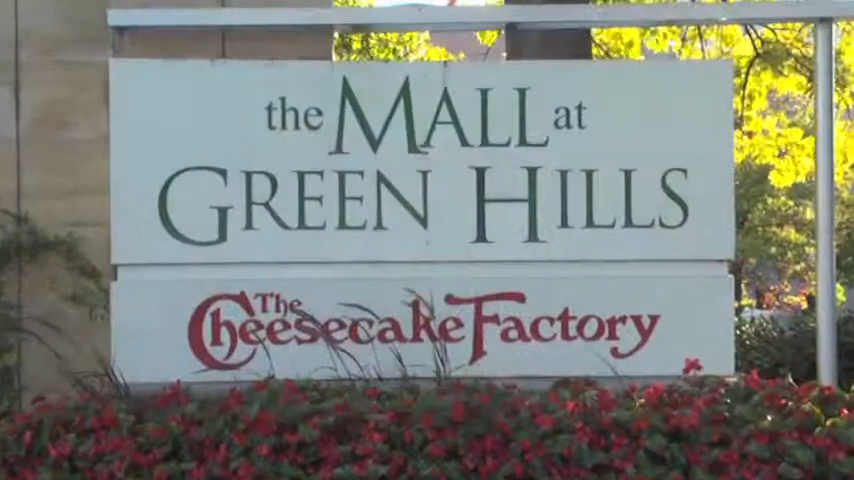 the MALL at
GREEN HILLS
The Cheesecake Factory